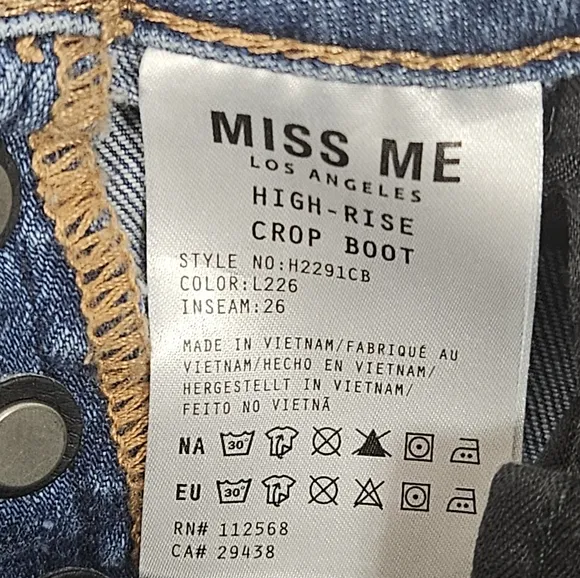 MISS ME
LOS ANGELES
HIGH-RISE
CROP BOOT
STYLE NO:H2291CB
COLOR:L226
INSEAM:26
MADE IN VIETNAM/FABRIQUÉ AU
VIETNAM/HECHO EN VIETNAM/
HERGESTELLT IN VIETNAM/
FEITO NO VIETNÃ
NA 30°
EU 30°
RN# 112568
CA# 29438